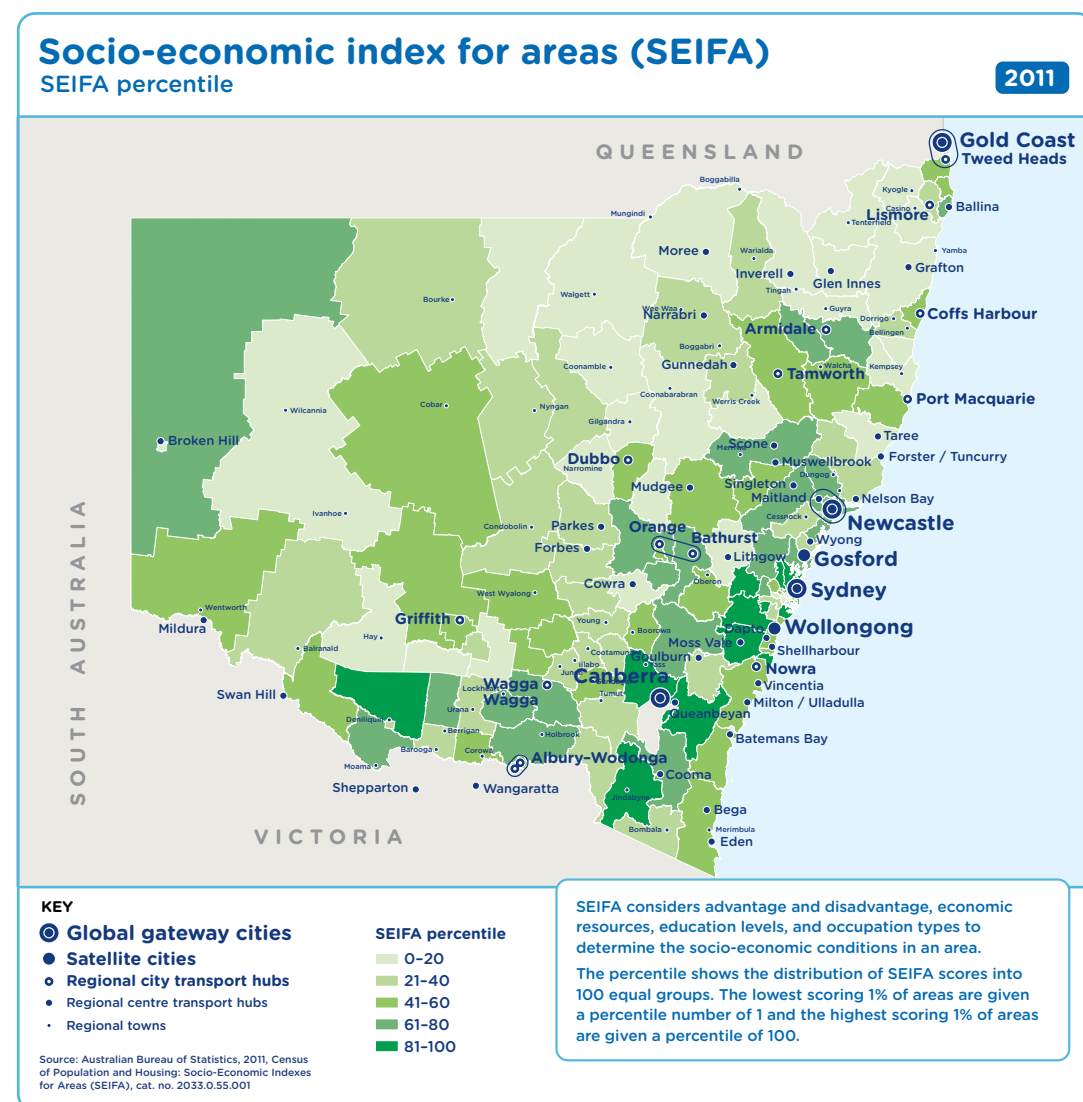 Socio-economic index for areas (SEIFA)
SEIFA percentile
2011
QUEENSLAND
SOUTH AUSTRALIA
VICTORIA
Gold Coast
Tweed Heads
Boggabilla
Kyogle
Casino
Lismore
Ballina
Mungindi
Tenterfield
Moree
Warialda
Yamba
Inverell
Glen Innes
Grafton
Tingah
Bourke
Walgett
Wee Waa
Narrabri
Guyra
Dorrigo
Coffs Harbour
Armidale
Bellingen
Boggabri
Coonamble
Gunnedah
Tamworth
Walcha
Kempsey
Coonabarabran
Werris Creek
Port Macquarie
Wilcannia
Cobar
Nyngan
Gilgandra
Broken Hill
Scone
Taree
Dubbo
Narromine
Muswellbrook
Forster / Tuncurry
Dungog
Mudgee
Singleton
Maitland
Nelson Bay
Ivanhoe
Cessnock
Newcastle
Condobolin
Parkes
Orange
Bathurst
Wyong
Forbes
Lithgow
Gosford
Cowra
Oberon
Sydney
West Wyalong
Wentworth
Mildura
Griffith
Young
Boorowa
Dapto
Wollongong
Hay
Balranald
Cootamundra
Moss Vale
Shellharbour
Illabo
Goulburn
Yass
Nowra
Canberra
Swan Hill
Wagga
Wagga
Lockheart
Tumut
Vincentia
Urana
Queanbeyan
Milton / Ulladulla
Deniliquin
Berrigan
Holbrook
Batemans Bay
Barooga
Corowa
Albury–Wodonga
Moama
Cooma
Shepparton
Wangaratta
Jindabyne
Bega
Bombala
Merimbula
Eden
KEY
Global gateway cities
Satellite cities
Regional city transport hubs
Regional centre transport hubs
Regional towns
SEIFA percentile
0–20
21–40
41–60
61–80
81–100
Source: Australian Bureau of Statistics, 2011, Census
of Population and Housing: Socio-Economic Indexes
for Areas (SEIFA), cat. no. 2033.0.55.001
SEIFA considers advantage and disadvantage, economic
resources, education levels, and occupation types to
determine the socio-economic conditions in an area.
The percentile shows the distribution of SEIFA scores into
100 equal groups. The lowest scoring 1% of areas are given
a percentile number of 1 and the highest scoring 1% of areas
are given a percentile of 100.